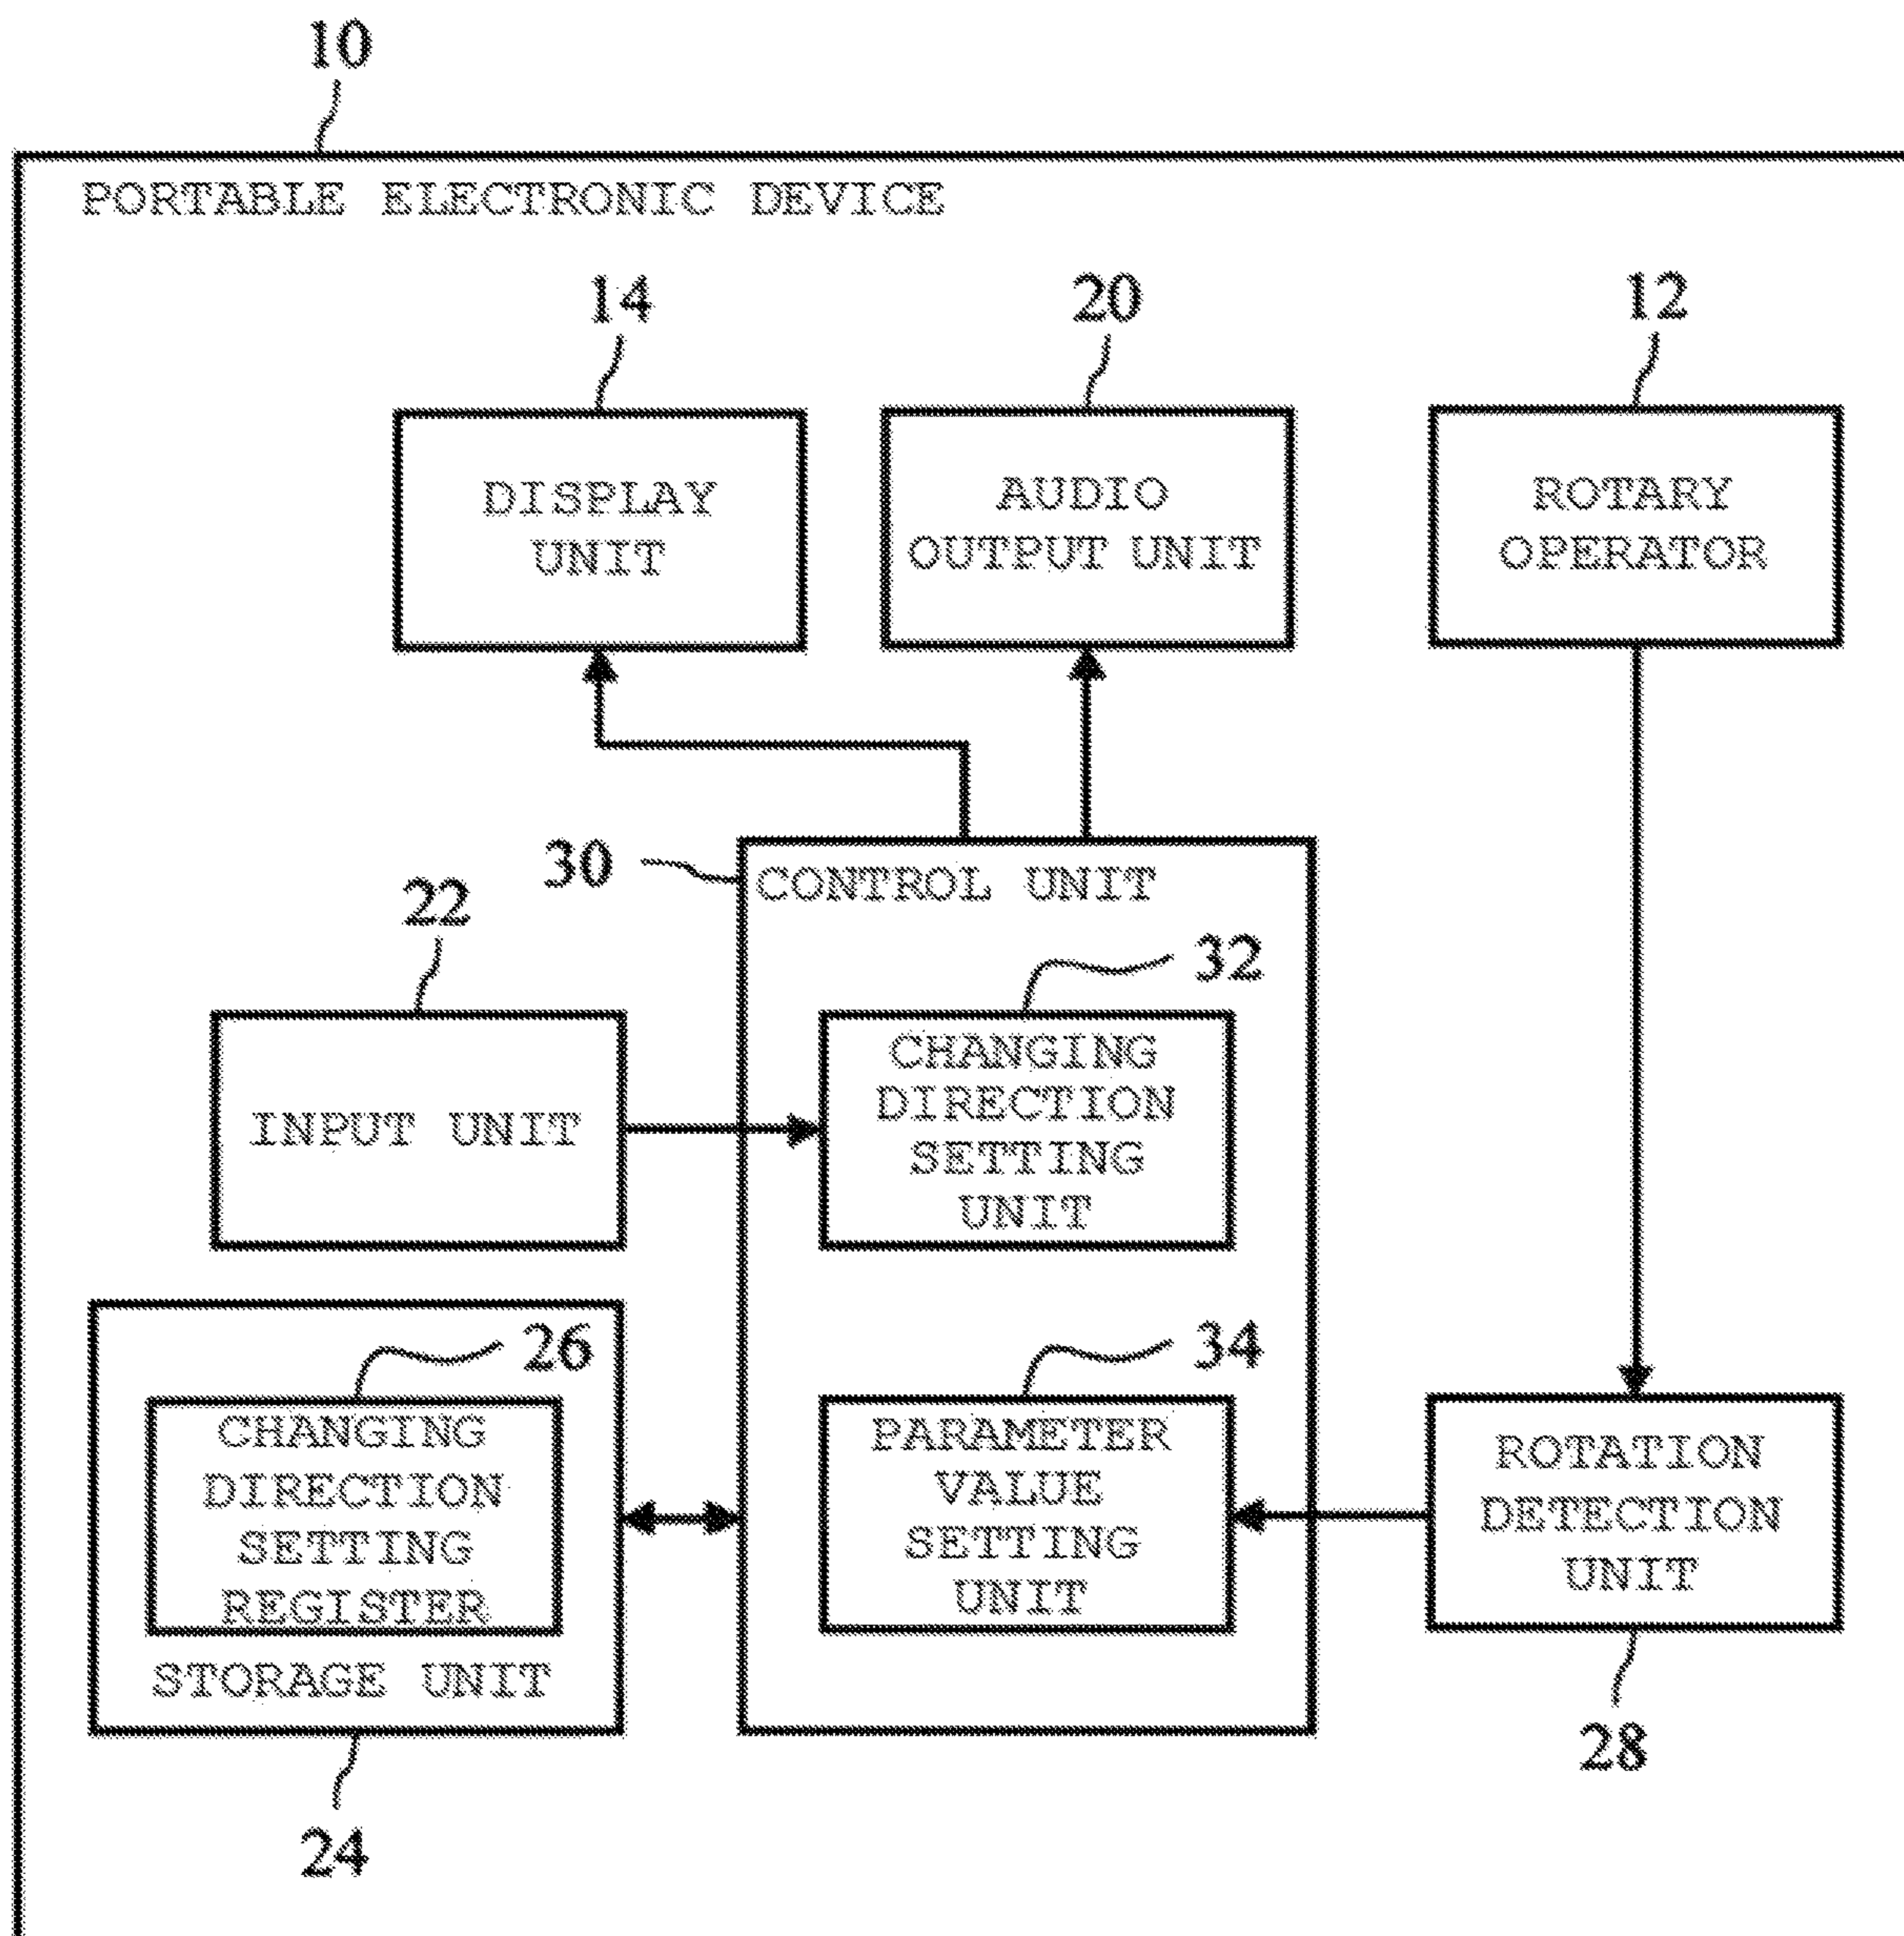 10
PORTABLE ELECTRONIC DEVICE
14
20
12
DISPLAY
UNIT
AUDIO
OUTPUT UNIT
ROTARY
OPERATOR
30
CONTROL UNIT
22
32
INPUT UNIT
CHANGING
DIRECTION
SETTING
UNIT
26
34
CHANGING
DIRECTION
SETTING
REGISTER
STORAGE UNIT
PARAMETER
VALUE
SETTING
UNIT
ROTATION
DETECTION
UNIT
28
24